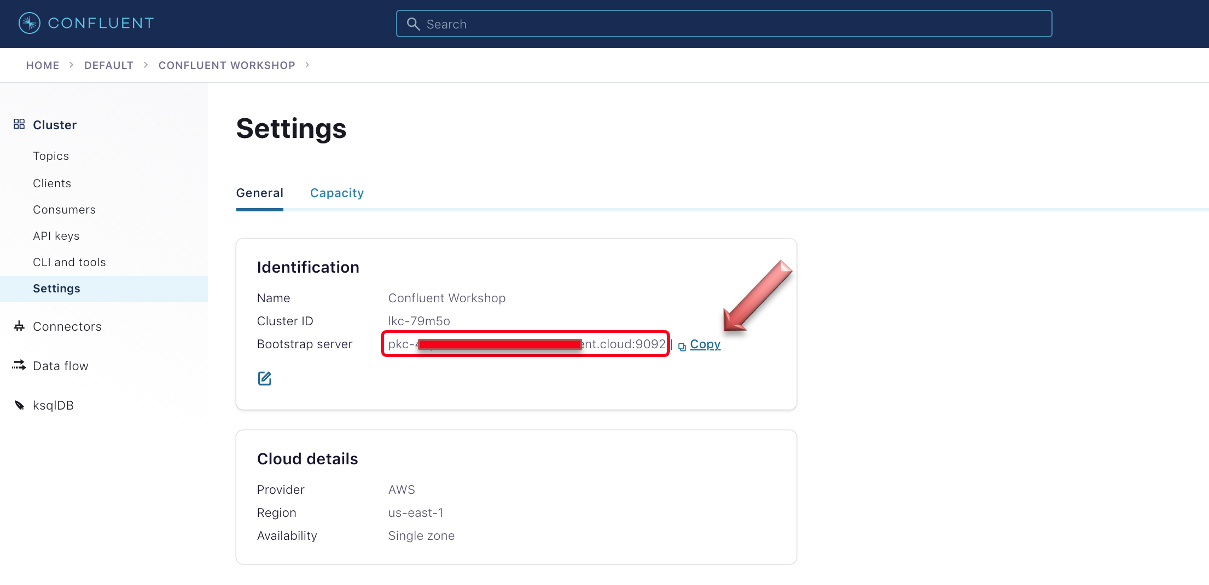 CONFLUENT
Search
HOME > DEFAULT > CONFLUENT WORKSHOP >
Cluster
Topics
Clients
Consumers
API keys
CLI and tools
Settings
Connectors
Data flow
ksqlDB
Settings
General Capacity
Identification
Name Confluent Workshop
Cluster ID lkc-79m5o
Bootstrap server pkc- ent.cloud:9092 Copy
Cloud details
Provider AWS
Region us-east-1
Availability Single zone